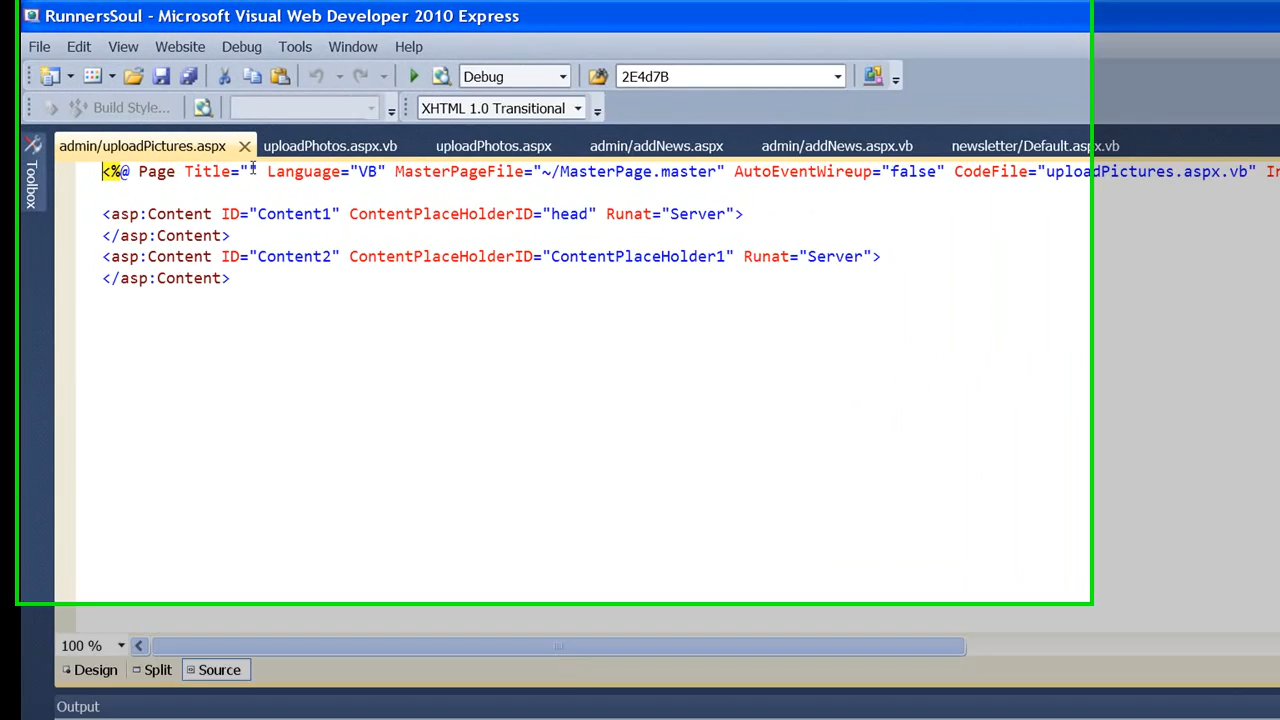 RunnersSoul - Microsoft Visual Web Developer 2010 Express
File Edit View Website Debug Tools Window Help
Debug 2E4d7B
Build Style... XHTML 1.0 Transitional
admin/uploadPictures.aspx uploadPhotos.aspx.vb uploadPhotos.aspx admin/addNews.aspx admin/addNews.aspx.vb newsletter/Default.aspx.vb
Toolbox
<%@ Page Title="" Language="VB" MasterPageFile="~/MasterPage.master" AutoEventWireup="false" CodeFile="uploadPictures.aspx.vb" In
<asp:Content ID="Content1" ContentPlaceHolderID="head" Runat="Server">
</asp:Content>
<asp:Content ID="Content2" ContentPlaceHolderID="ContentPlaceHolder1" Runat="Server">
</asp:Content>
100 %
Design Split Source
Output